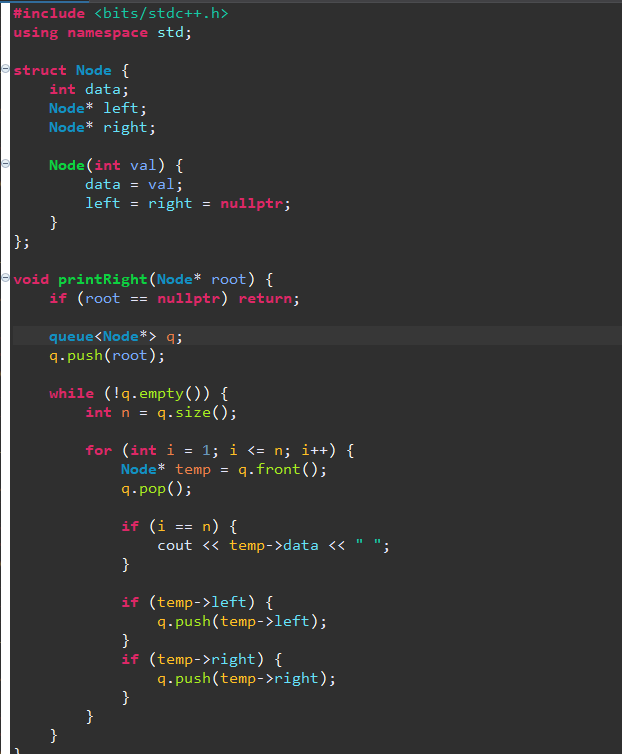 #include <bits/stdc++.h>
using namespace std;

struct Node {
    int data;
    Node* left;
    Node* right;

    Node(int val) {
        data = val;
        left = right = nullptr;
    }
};

void printRight(Node* root) {
    if (root == nullptr) return;

    queue<Node*> q;
    q.push(root);

    while (!q.empty()) {
        int n = q.size();

        for (int i = 1; i <= n; i++) {
            Node* temp = q.front();
            q.pop();

            if (i == n) {
                cout << temp->data << " ";
            }

            if (temp->left) {
                q.push(temp->left);
            }
            if (temp->right) {
                q.push(temp->right);
            }
        }
    }
}